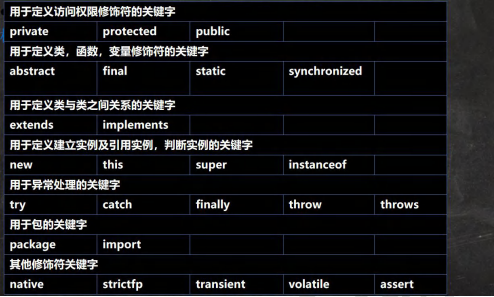 用于定义访问权限修饰符的关键字
private protected public
用于定义类，函数，变量修饰符的关键字
abstract final static synchronized
用于定义类与类之间关系的关键字
extends implements
用于定义建立实例及引用实例，判断实例的关键字
new this super instanceof
用于异常处理的关键字
try catch finally throw throws
用于包的关键字
package import
其他修饰符关键字
native strictfp transient volatile assert